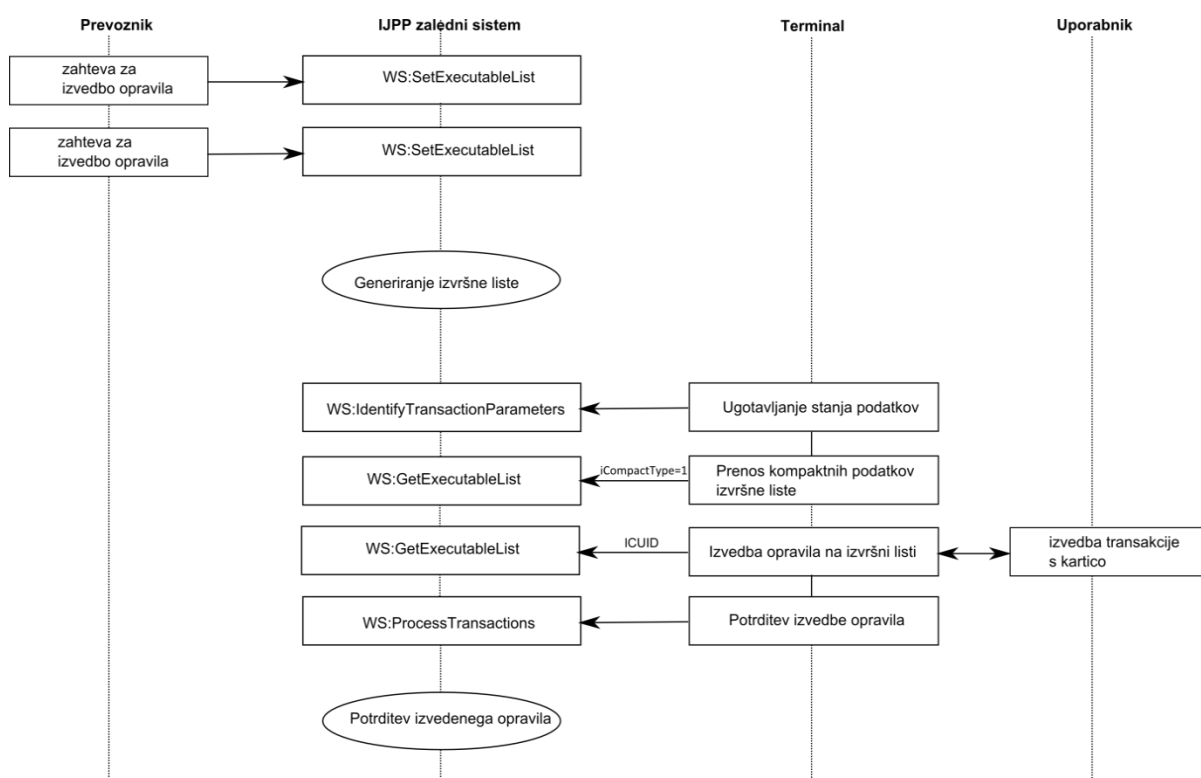 Prevoznik
IJPP zaledni sistem
Terminal
Uporabnik
zahteva za
izvedbo opravila
WS:SetExecutableList
zahteva za
izvedbo opravila
WS:SetExecutableList
Generiranje izvršne liste
WS:IdentifyTransactionParameters
Ugotavljanje stanja podatkov
WS:GetExecutableList
iCompactType=1
Prenos kompaktnih podatkov
izvršne liste
WS:GetExecutableList
ICUID
Izvedba opravila na izvršni listi
izvedba transakcije
s kartico
WS:ProcessTransactions
Potrditev izvedbe opravila
Potrditev izvedenega opravila